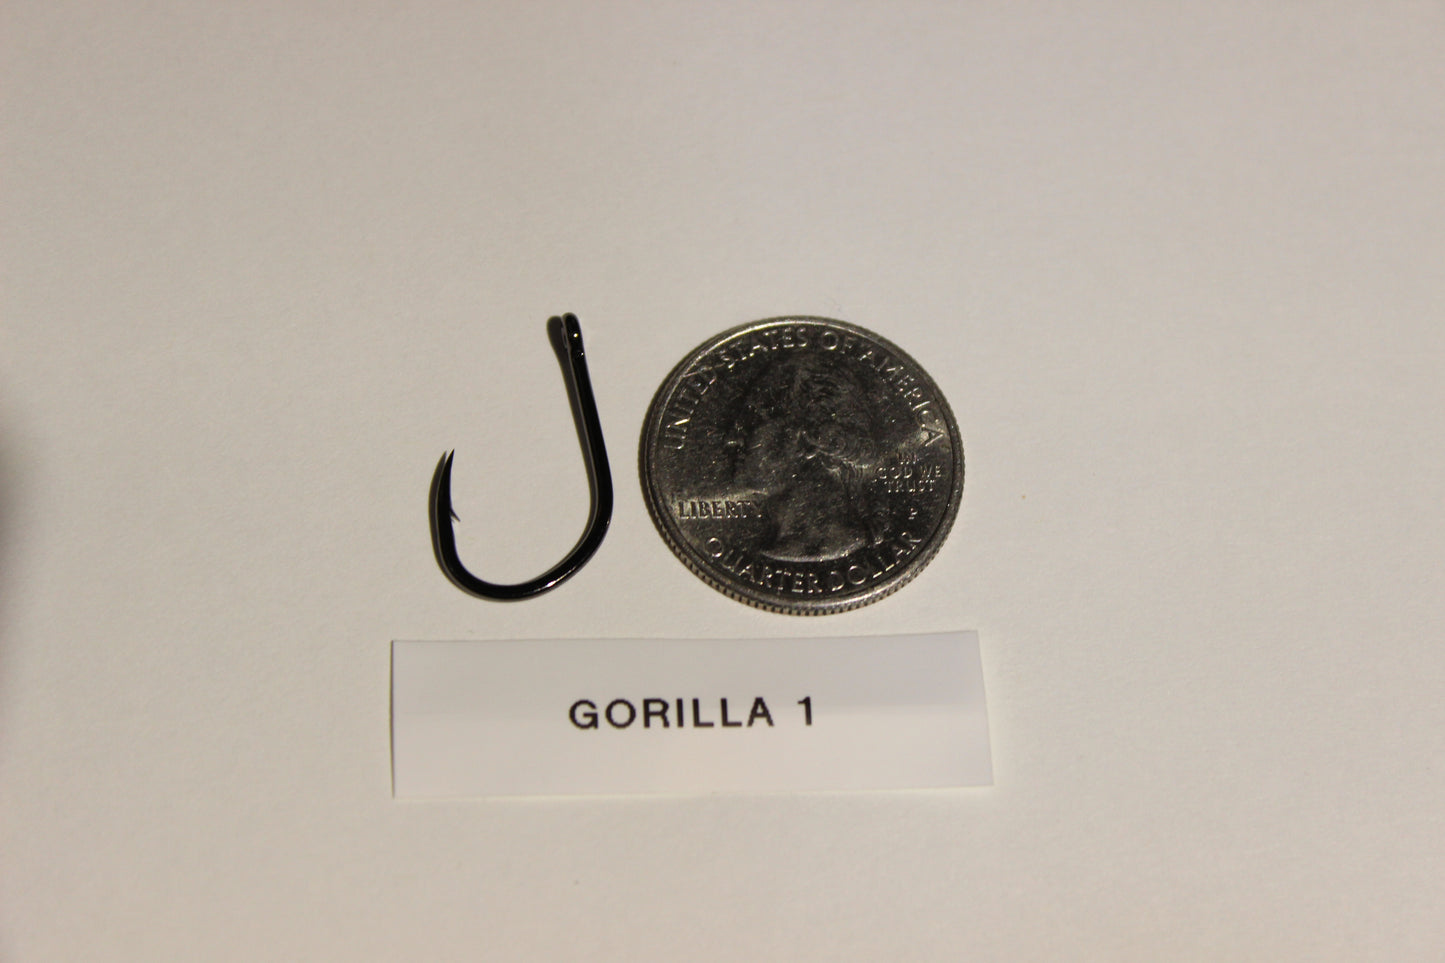 UNITED STATES OF AMERICA
IN
GOD WE
TRUST
LIBERTY
P
QUARTER DOLLAR
GORILLA 1